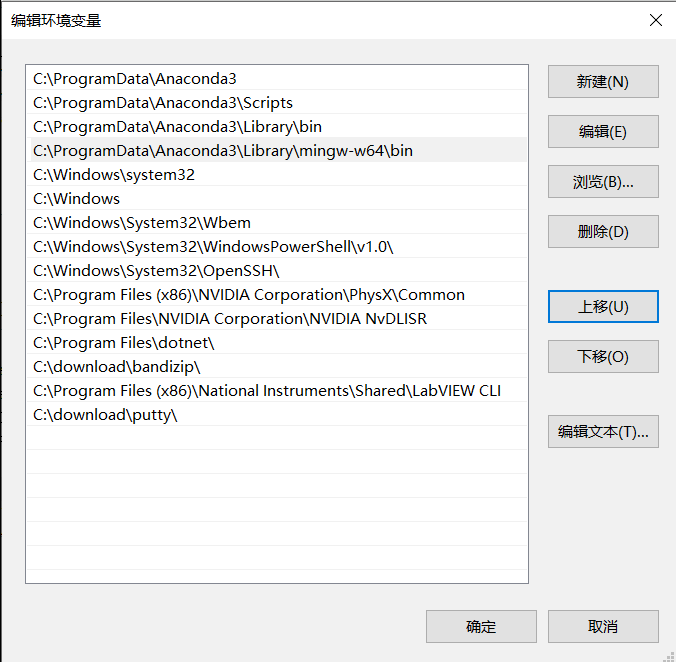 编辑环境变量
C:\ProgramData\Anaconda3
C:\ProgramData\Anaconda3\Scripts
C:\ProgramData\Anaconda3\Library\bin
C:\ProgramData\Anaconda3\Library\mingw-w64\bin
C:\Windows\system32
C:\Windows
C:\Windows\System32\Wbem
C:\Windows\System32\WindowsPowerShell\v1.0\
C:\Windows\System32\OpenSSH\
C:\Program Files (x86)\NVIDIA Corporation\PhysX\Common
C:\Program Files\NVIDIA Corporation\NVIDIA NvDLISR
C:\Program Files\dotnet\
C:\download\bandizip\
C:\Program Files (x86)\National Instruments\Shared\LabVIEW CLI
C:\download\putty\
新建(N)
编辑(E)
浏览(B)...
删除(D)
上移(U)
下移(O)
编辑文本(T)...
确定
取消